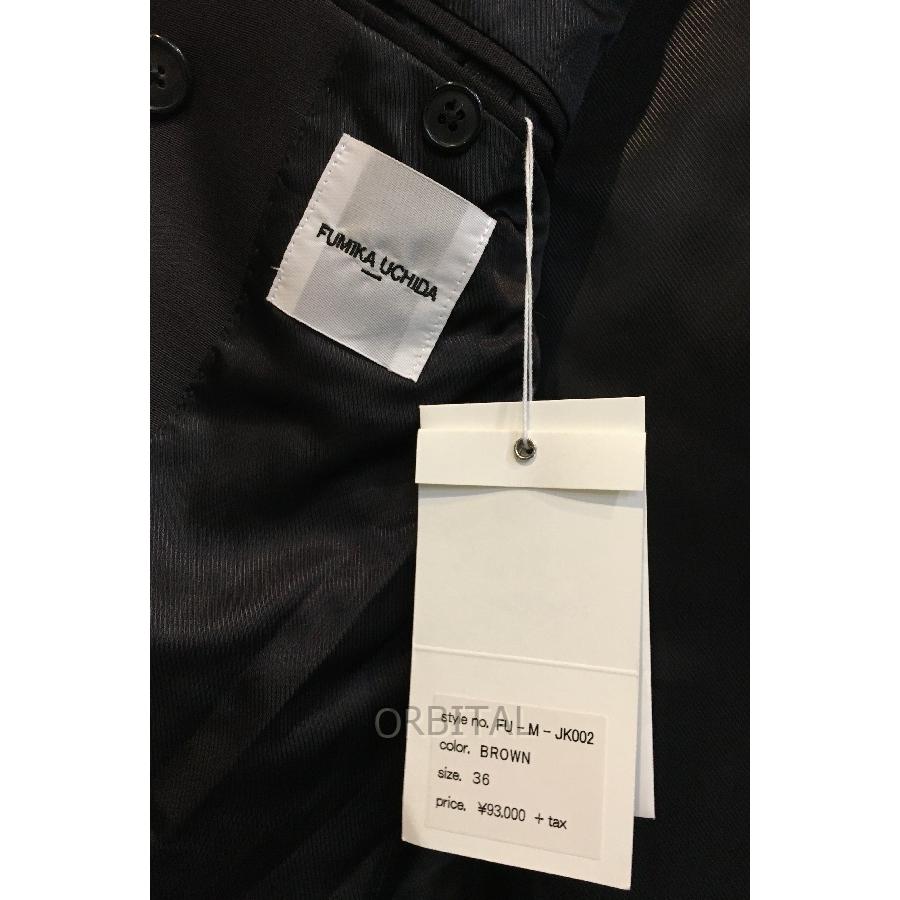 FUMIKA UCHIDA
ORBITAL
style no. FU-M-JK002
color. BROWN
size. 36
price. ¥93.000 + tax